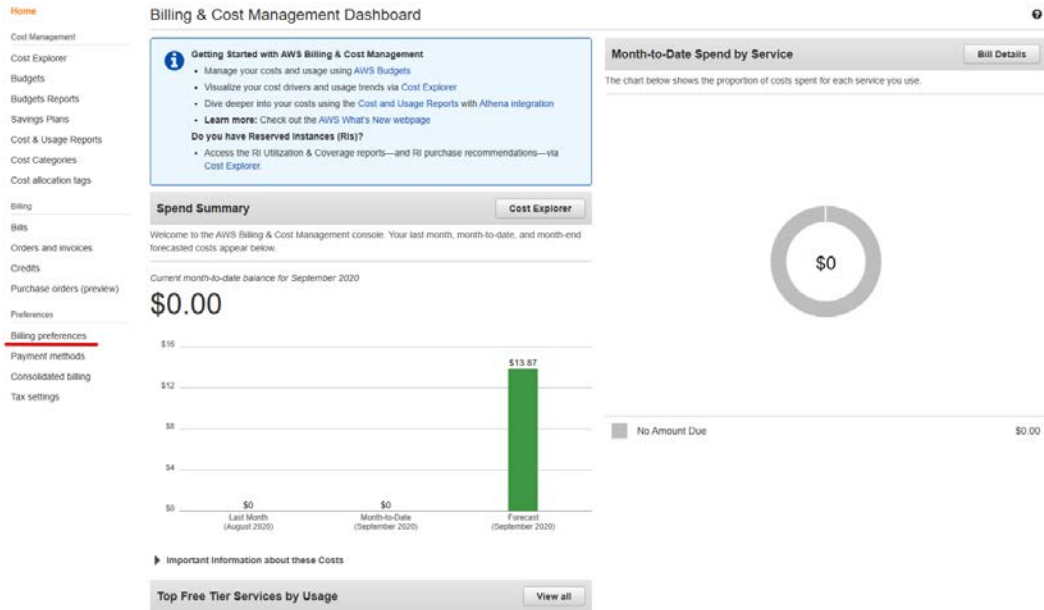 Home
Cost Management
Cost Explorer
Budgets
Budgets Reports
Savings Plans
Cost & Usage Reports
Cost Categories
Cost allocation tags
Billing
Bills
Orders and invoices
Credits
Purchase orders (preview)
Preferences
Billing preferences
Payment methods
Consolidated billing
Tax settings
Billing & Cost Management Dashboard
Getting Started with AWS Billing & Cost Management
• Manage your costs and usage using AWS Budgets
• Visualize your cost drivers and usage trends via Cost Explorer
• Dive deeper into your costs using the Cost and Usage Reports with Athena integration
• Learn more: Check out the AWS What's New webpage
Do you have Reserved Instances (RIs)?
• Access the RI Utilization & Coverage reports—and RI purchase recommendations—via
Cost Explorer.
Spend Summary
Cost Explorer
Welcome to the AWS Billing & Cost Management console. Your last month, month-to-date, and month-end
forecasted costs appear below.
Current month-to-date balance for September 2020
$0.00
$16
$12
$8
$4
$0
$0
$0
$13.87
Last Month
(August 2020)
Month-to-Date
(September 2020)
Forecast
(September 2020)
Important Information about these Costs
Top Free Tier Services by Usage
View all
Month-to-Date Spend by Service
Bill Details
The chart below shows the proportion of costs spent for each service you use.
$0
No Amount Due
$0.00